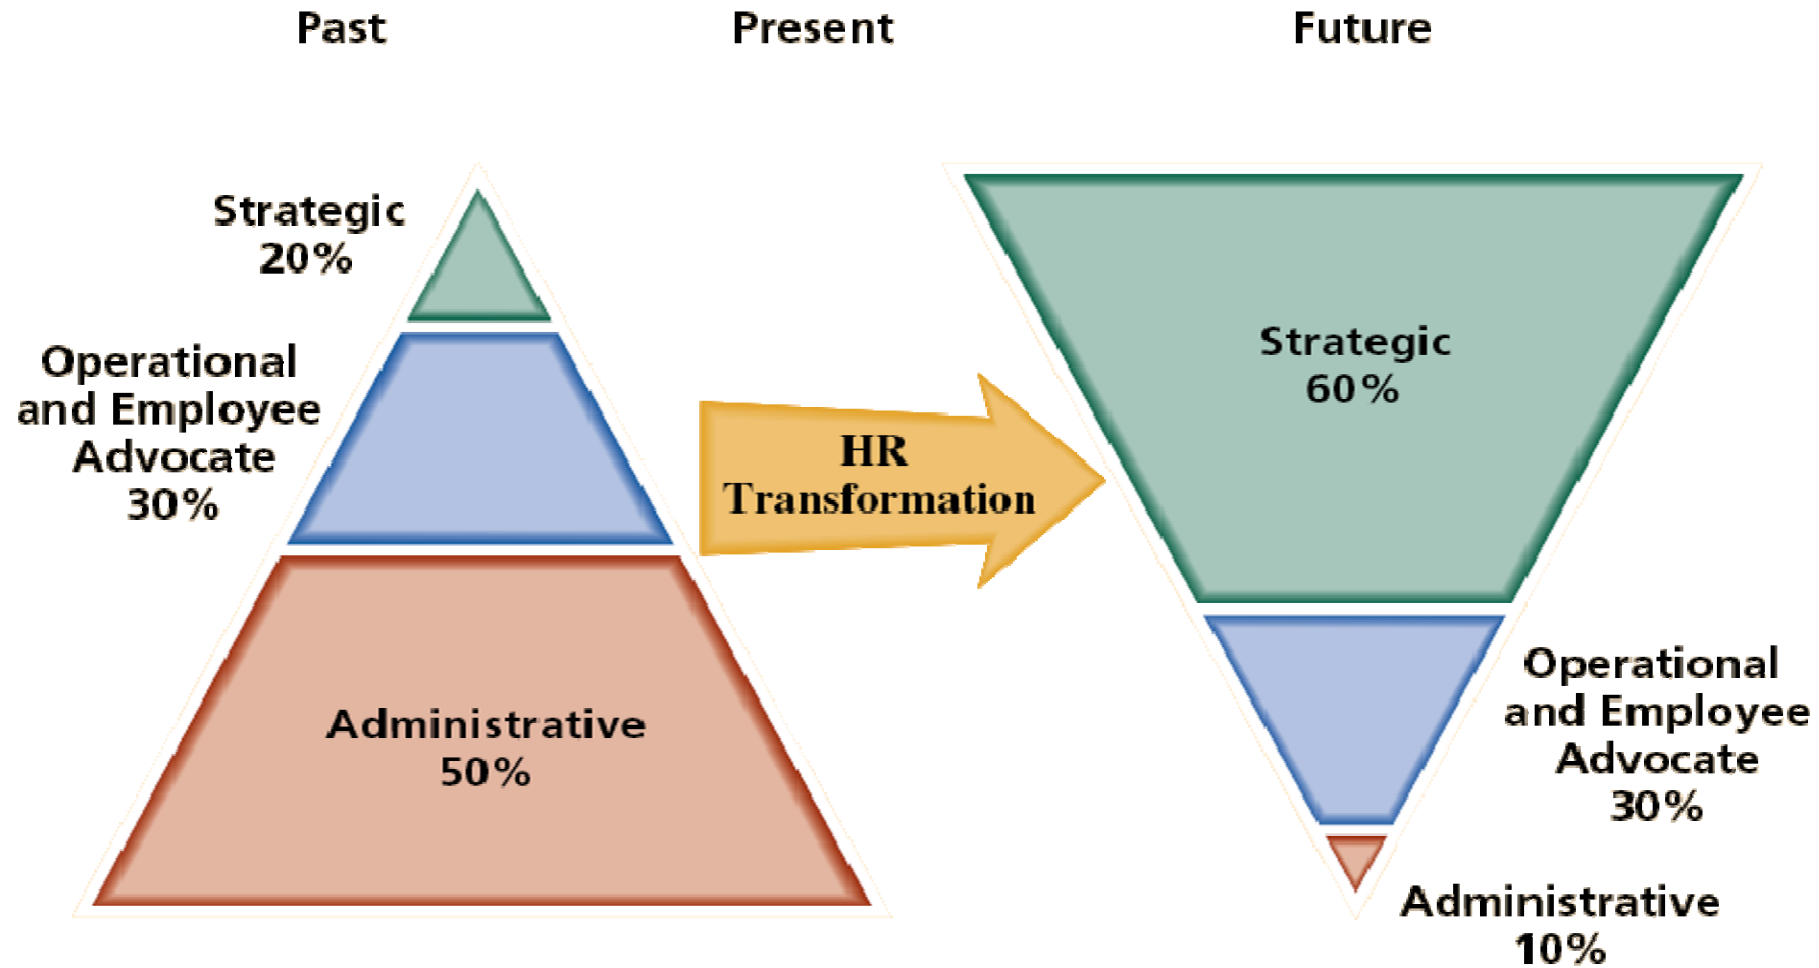 Past
Present
Future
Strategic
20%
Operational
and Employee
Advocate
30%
Administrative
50%
HR
Transformation
Strategic
60%
Operational
and Employee
Advocate
30%
Administrative
10%